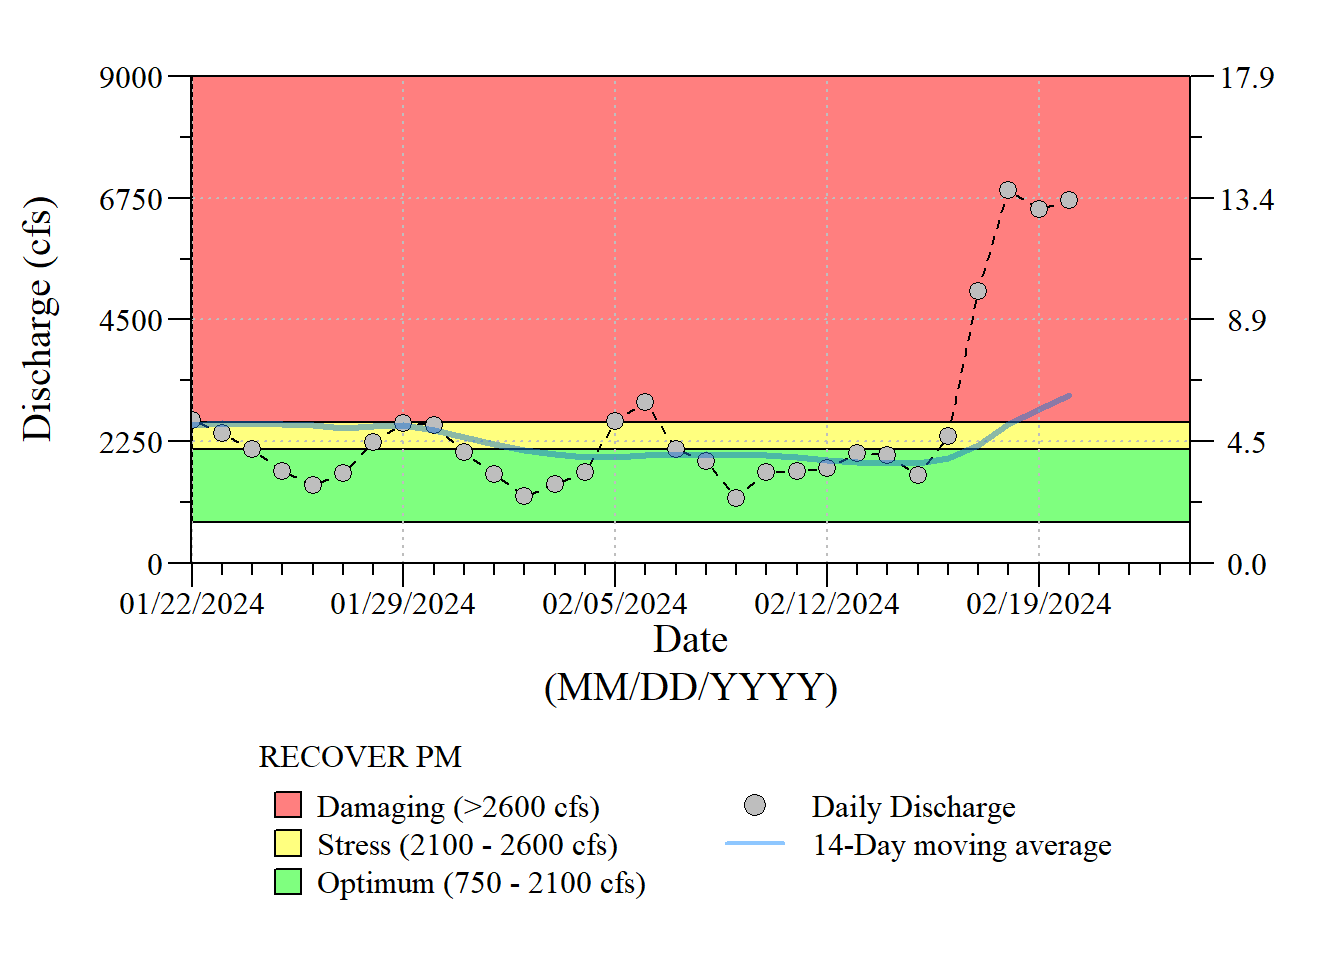 9000
6750
4500
2250
0
Discharge (cfs)
17.9
13.4
8.9
4.5
0.0
01/22/2024
01/29/2024
02/05/2024
02/12/2024
02/19/2024
Date
(MM/DD/YYYY)
RECOVER PM
Damaging (>2600 cfs)
Stress (2100 - 2600 cfs)
Optimum (750 - 2100 cfs)
Daily Discharge
14-Day moving average